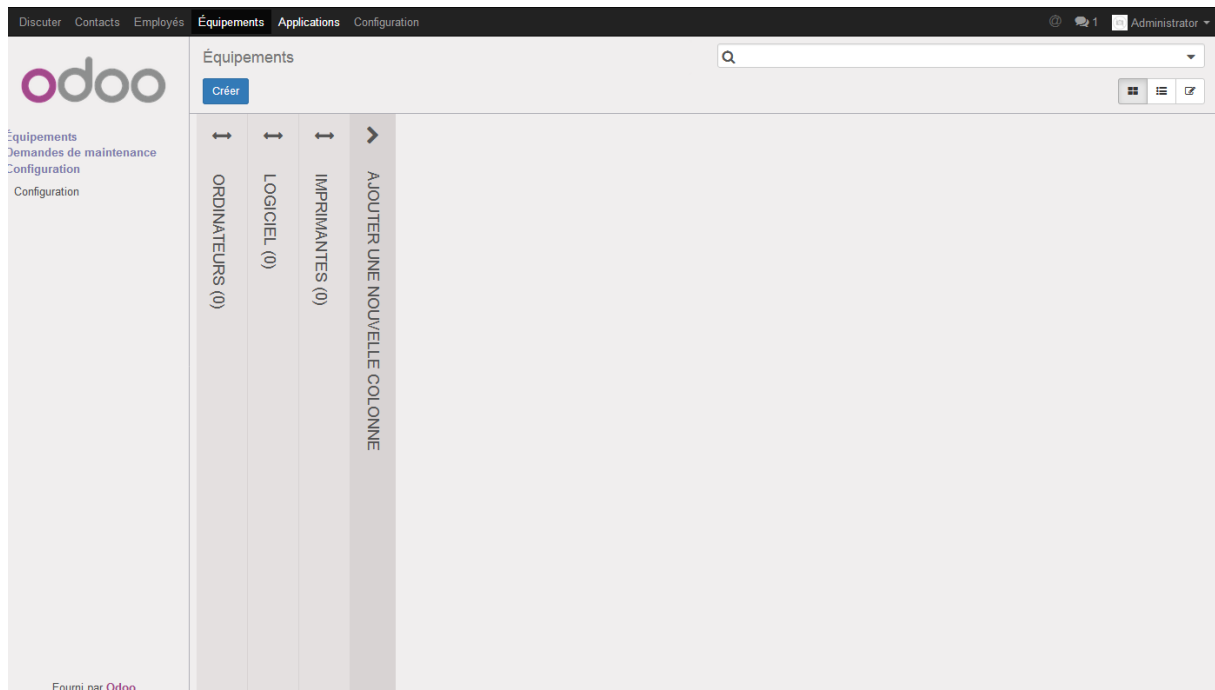 Discuter Contacts Employés Équipements Applications Configuration 1 Administrator
odoo
Équipements
Créer
Équipements
Demandes de maintenance
Configuration
Configuration
ORDINATEURS (0)
LOGICIEL (0)
IMPRIMANTES (0)
AJOUTER UNE NOUVELLE COLONNE
Fourni par Odoo